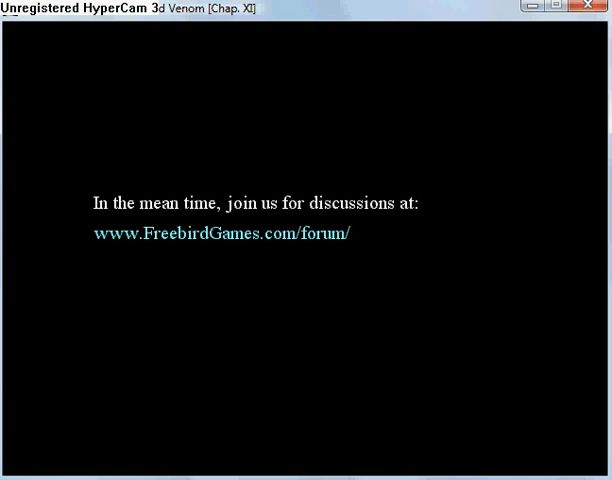 Unregistered HyperCam 3d Venom [Chap. XI]
In the mean time, join us for discussions at:
www.FreebirdGames.com/forum/